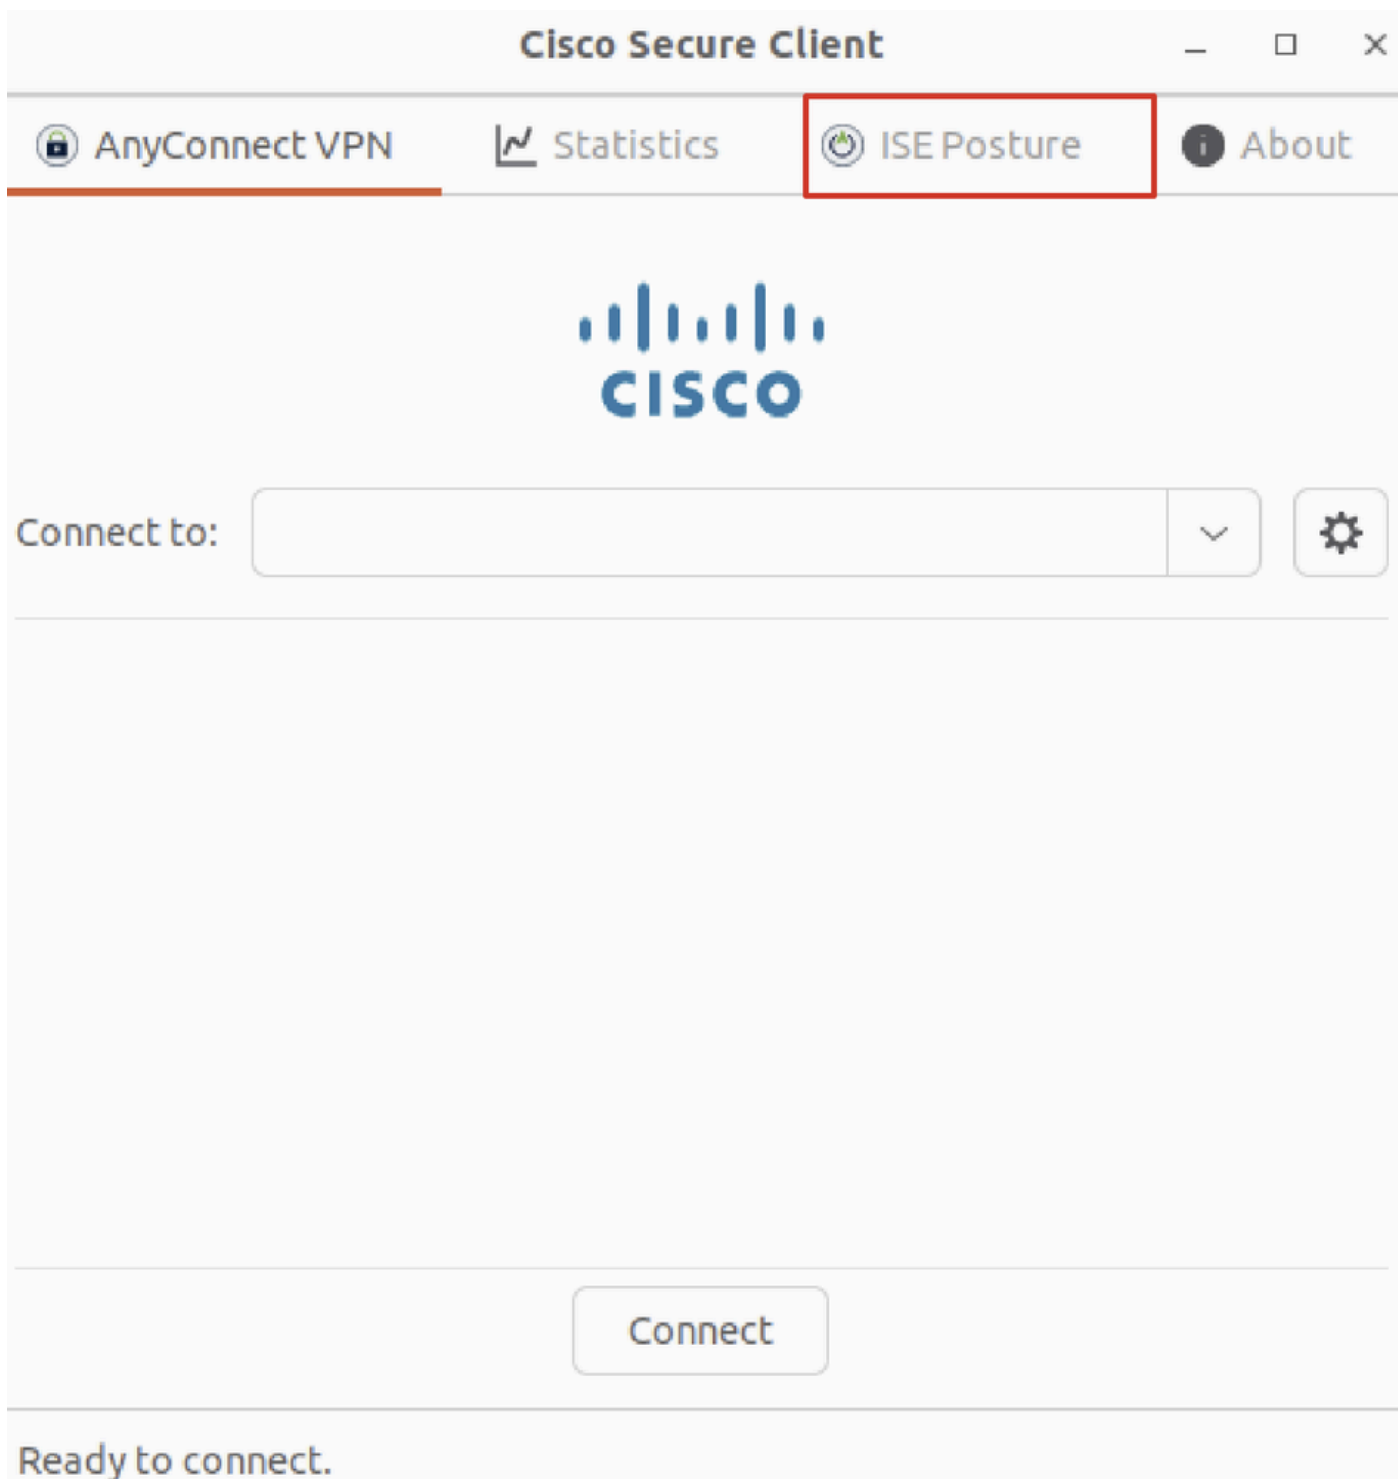 Cisco Secure Client
AnyConnect VPN Statistics ISE Posture About
CISCO
Connect to:
Connect
Ready to connect.